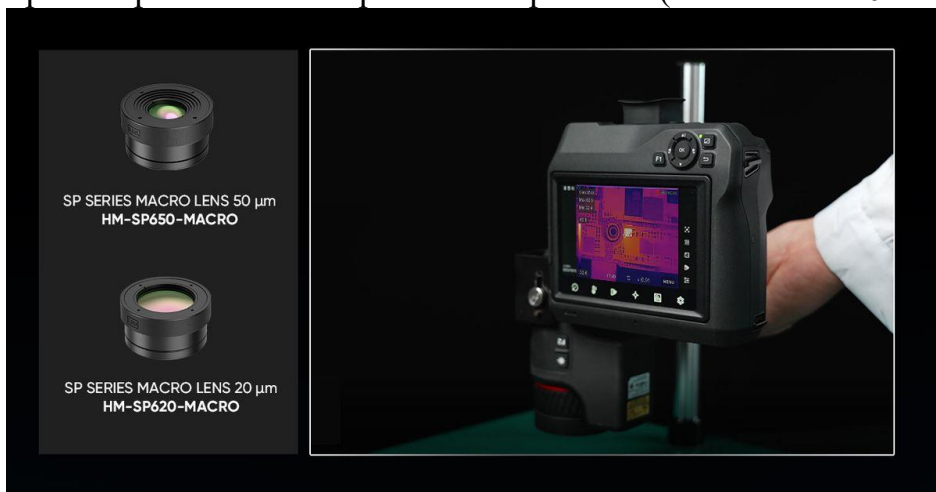 SP SERIES MACRO LENS 50 μm
HM-SP650-MACRO
SP SERIES MACRO LENS 20 μm
HM-SP620-MACRO
F1
OK
MENU